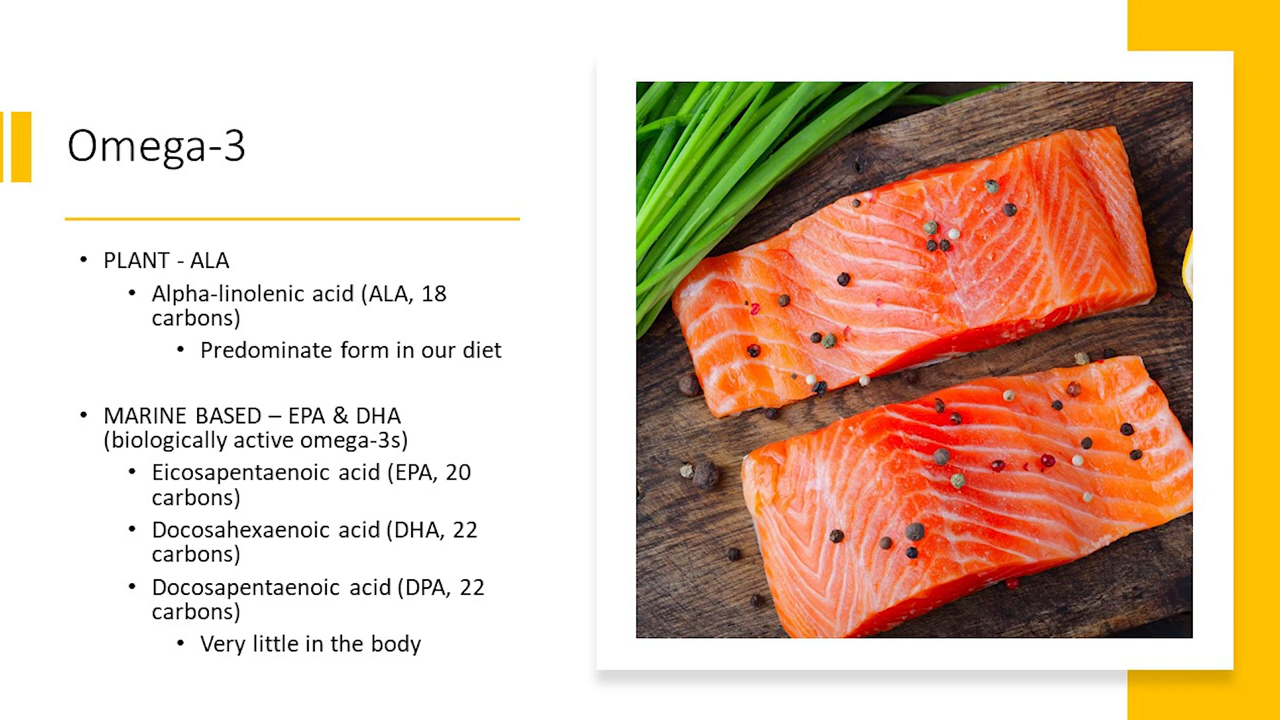 Omega-3
• PLANT - ALA
• Alpha-linolenic acid (ALA, 18
carbons)
• Predominate form in our diet
• MARINE BASED – EPA & DHA
(biologically active omega-3s)
• Eicosapentaenoic acid (EPA, 20
carbons)
• Docosahexaenoic acid (DHA, 22
carbons)
• Docosapentaenoic acid (DPA, 22
carbons)
• Very little in the body